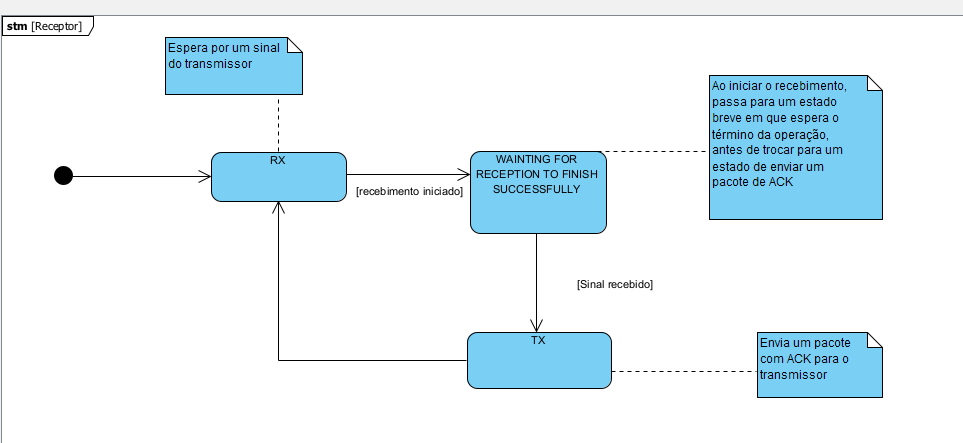 stm [Receptor]
Espera por um sinal
do transmissor
Ao iniciar o recebimento,
passa para um estado
breve em que espera o
término da operação,
antes de trocar para um
estado de enviar um
pacote de ACK
RX
WAINTING FOR
RECEPTION TO FINISH
SUCCESSFULLY
[recebimento iniciado]
[Sinal recebido]
TX
Envia um pacote
com ACK para o
transmissor